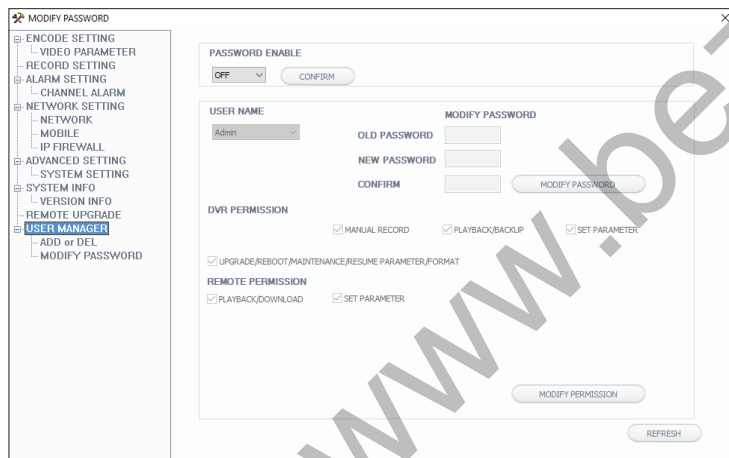 MODIFY PASSWORD
ENCODE SETTING
VIDEO PARAMETER
RECORD SETTING
ALARM SETTING
CHANNEL ALARM
NETWORK SETTING
NETWORK
MOBILE
IP FIREWALL
ADVANCED SETTING
SYSTEM SETTING
SYSTEM INFO
VERSION INFO
REMOTE UPGRADE
USER MANAGER
ADD or DEL
MODIFY PASSWORD
PASSWORD ENABLE
OFF CONFIRM
USER NAME
MODIFY PASSWORD
Admin OLD PASSWORD
NEW PASSWORD
CONFIRM MODIFY PASSWORD
DVR PERMISSION
MANUAL RECORD PLAYBACK/BACKUP SET PARAMETER
UPGRADE/REBOOT/MAINTENANCE/RESUME PARAMETER/FORMAT
REMOTE PERMISSION
PLAYBACK/DOWNLOAD SET PARAMETER
MODIFY PERMISSION
REFRESH
www.be-